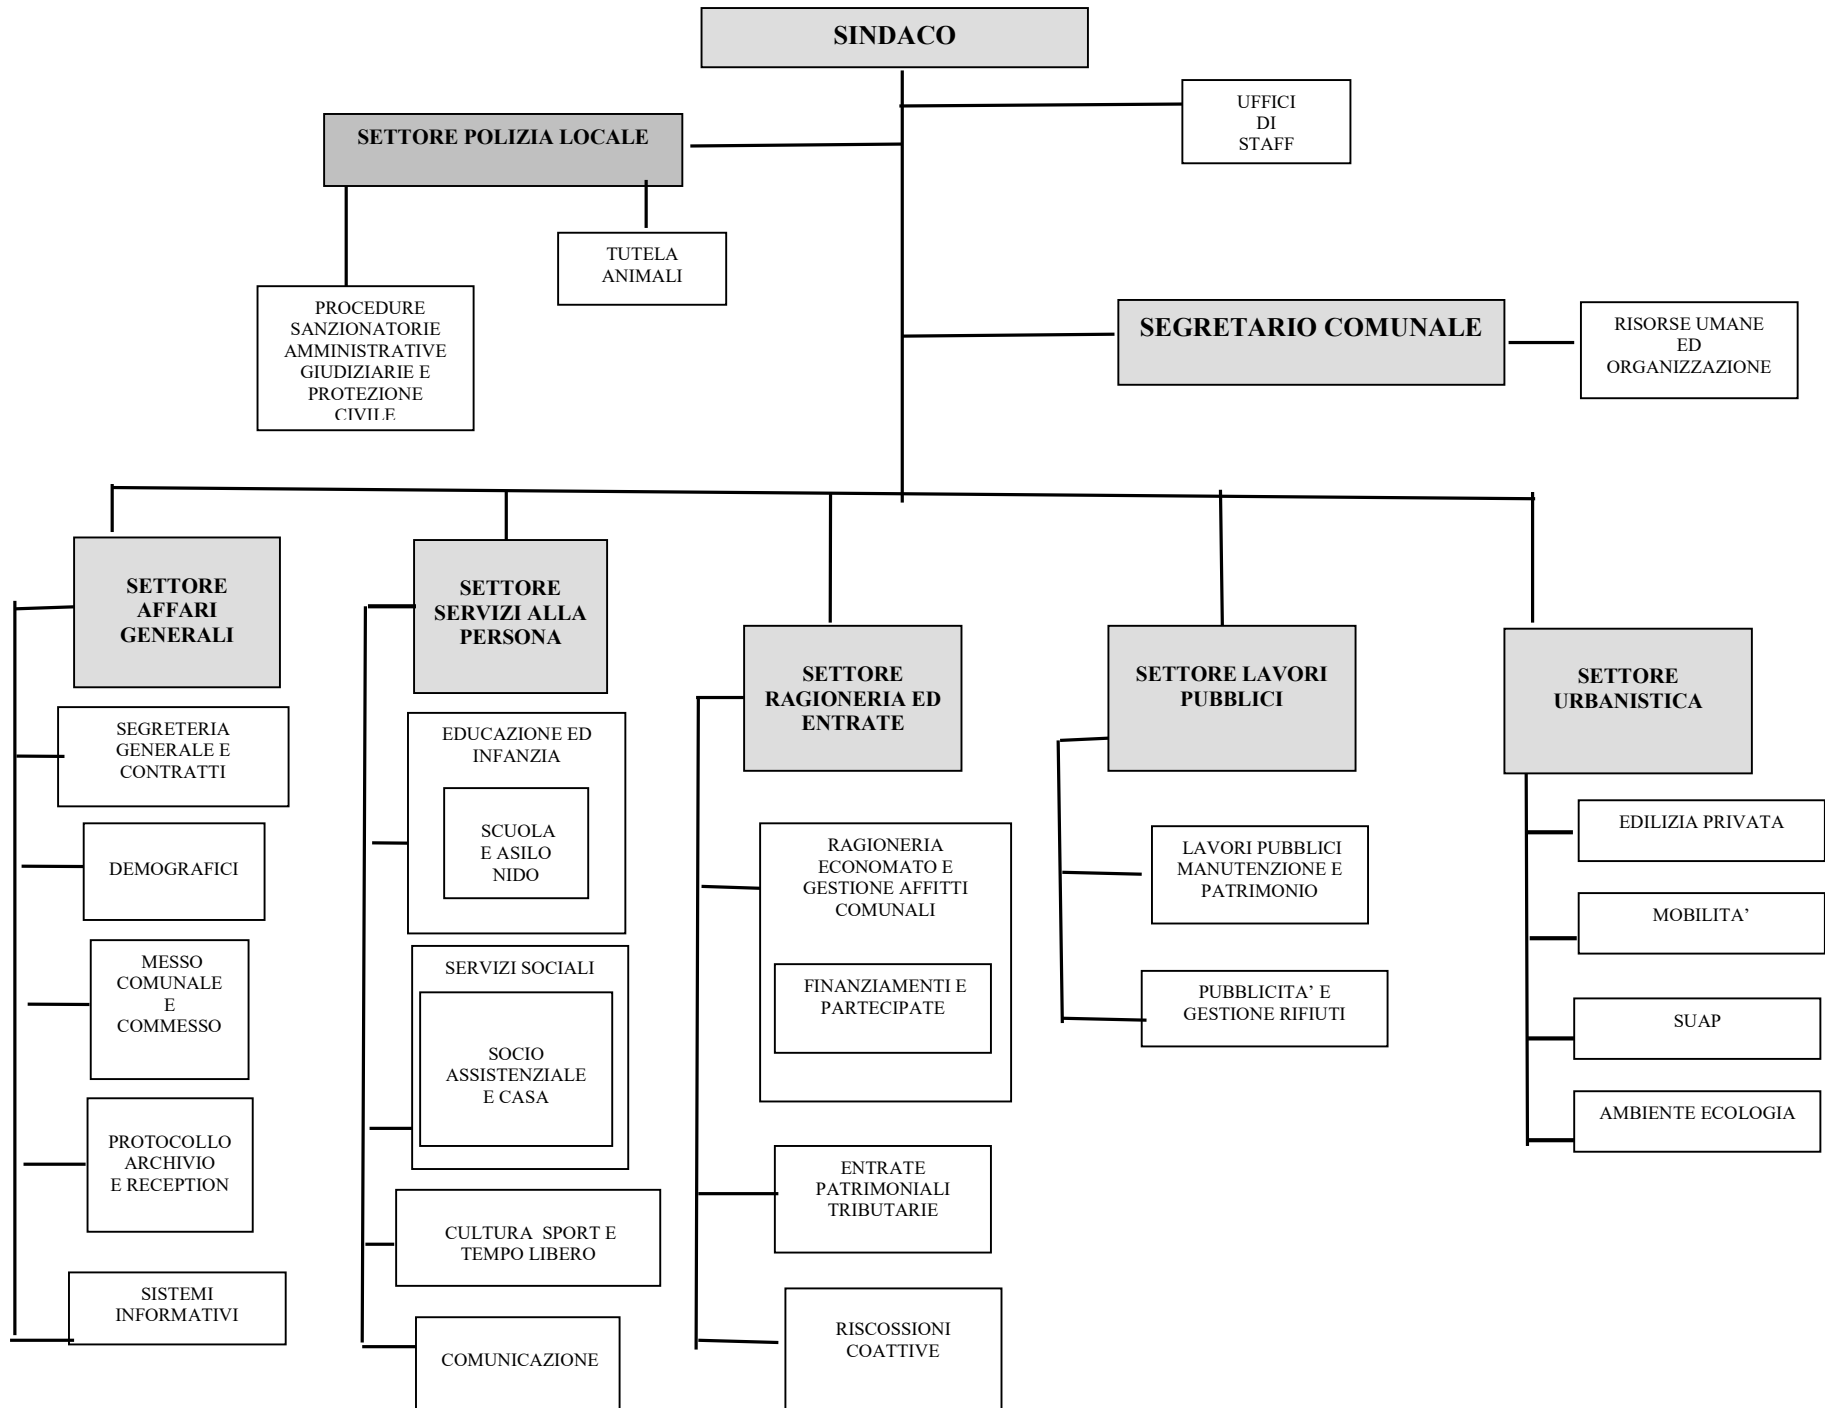 SINDACO
UFFICI
DI
STAFF
SETTORE POLIZIA LOCALE
TUTELA
ANIMALI
PROCEDURE
SANZIONATORIE
AMMINISTRATIVE
GIUDIZIARIE E
PROTEZIONE
CIVILE
SEGRETARIO COMUNALE
RISORSE UMANE
ED
ORGANIZZAZIONE
SETTORE
AFFARI
GENERALI
SEGRETERIA
GENERALE E
CONTRATTI
DEMOGRAFICI
MESSO
COMUNALE
E
COMMESSO
PROTOCOLLO
ARCHIVIO
E RECEPTION
SISTEMI
INFORMATIVI
SETTORE
SERVIZI ALLA
PERSONA
EDUCAZIONE ED
INFANZIA
SCUOLA
E ASILO
NIDO
SERVIZI SOCIALI
SOCIO
ASSISTENZIALE
E CASA
CULTURA  SPORT E
TEMPO LIBERO
COMUNICAZIONE
SETTORE
RAGIONERIA ED
ENTRATE
RAGIONERIA
ECONOMATO E
GESTIONE AFFITTI
COMUNALI
FINANZIAMENTI E
PARTECIPATE
ENTRATE
PATRIMONIALI
TRIBUTARIE
RISCOSSIONI
COATTIVE
SETTORE LAVORI
PUBBLICI
LAVORI PUBBLICI
MANUTENZIONE E
PATRIMONIO
PUBBLICITA’ E
GESTIONE RIFIUTI
SETTORE
URBANISTICA
EDILIZIA PRIVATA
MOBILITA’
SUAP
AMBIENTE ECOLOGIA